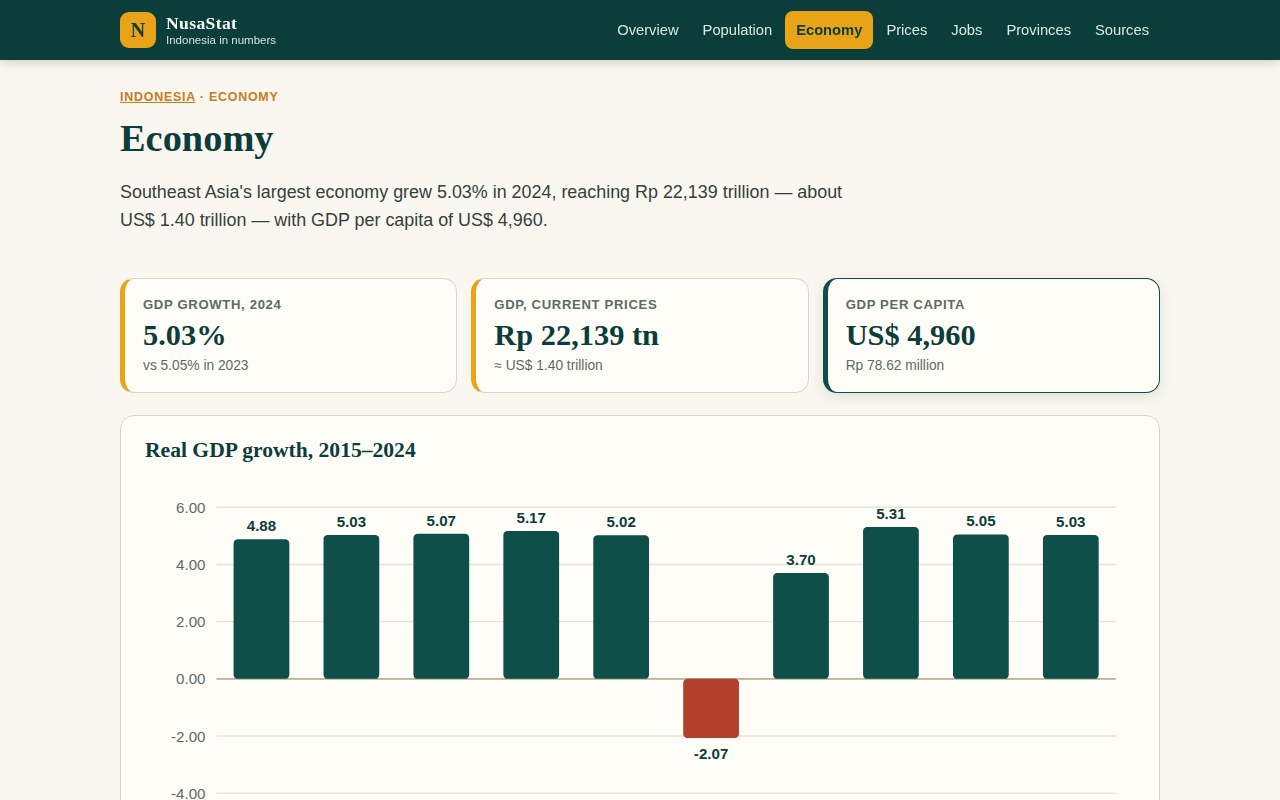 N
NusaStat
Indonesia in numbers
Overview Population Economy Prices Jobs Provinces Sources
INDONESIA · ECONOMY
Economy
Southeast Asia's largest economy grew 5.03% in 2024, reaching Rp 22,139 trillion — about
US$ 1.40 trillion — with GDP per capita of US$ 4,960.
GDP GROWTH, 2024
5.03%
vs 5.05% in 2023
GDP, CURRENT PRICES
Rp 22,139 tn
≈ US$ 1.40 trillion
GDP PER CAPITA
US$ 4,960
Rp 78.62 million
Real GDP growth, 2015–2024
6.00
4.00
2.00
0.00
-2.00
-4.00
4.88
5.03
5.07
5.17
5.02
-2.07
3.70
5.31
5.05
5.03